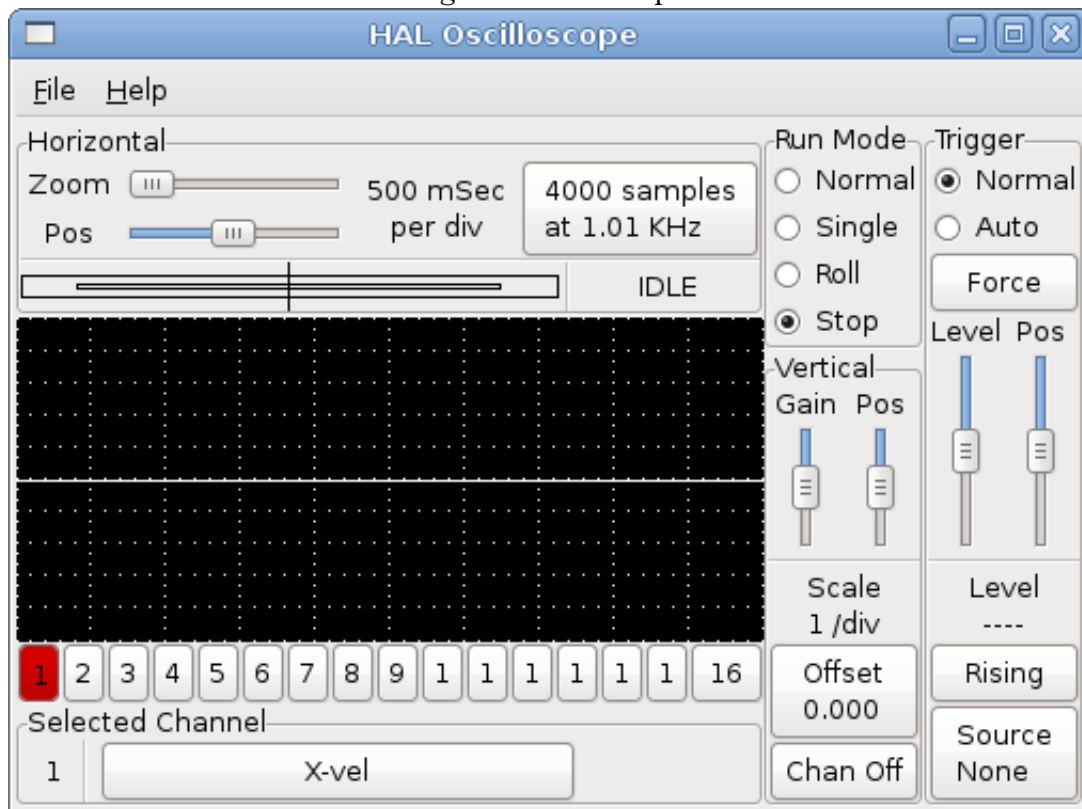 HAL Oscilloscope
File Help
Horizontal
Zoom
Pos
500 mSec
per div
4000 samples
at 1.01 KHz
IDLE
Run Mode
Normal
Single
Roll
Stop
Trigger
Normal
Auto
Force
Level Pos
Vertical
Gain Pos
Scale
1 /div
Level
----
1 2 3 4 5 6 7 8 9 1 1 1 1 1 1 16
Offset
0.000
Rising
Selected Channel
1 X-vel
Chan Off
Source
None